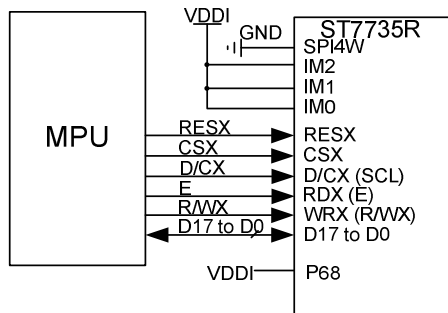 VDDI
ST7735R
GND
SPI4W
IM2
IM1
IM0
MPU
RESX
RESX
CSX
CSX
D/CX
D/CX (SCL)
E
RDX (E)
R/WX
WRX (R/WX)
D17 to D0
D17 to D0
VDDI
P68